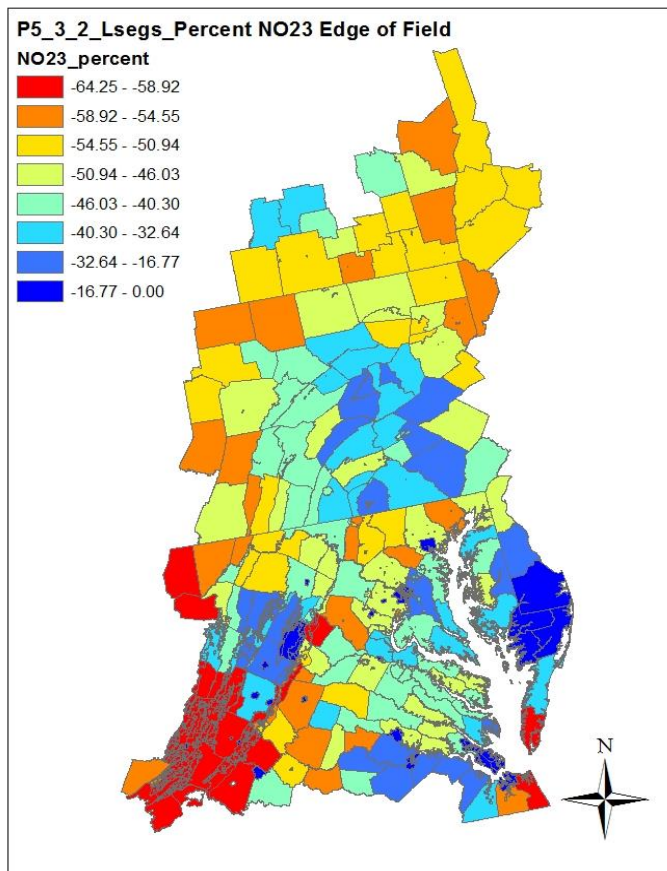 P5_3_2_Lsegs_Percent NO23 Edge of Field
NO23_percent
-64.25 - -58.92
-58.92 - -54.55
-54.55 - -50.94
-50.94 - -46.03
-46.03 - -40.30
-40.30 - -32.64
-32.64 - -16.77
-16.77 - 0.00
N